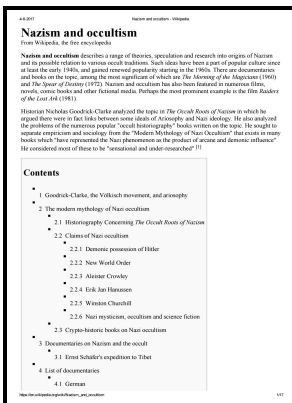 4-6-2017 Nazism and occultism - Wikipedia
Nazism and occultism
From Wikipedia, the free encyclopedia
Nazism and occultism describes a range of theories, speculation and research into origins of Nazism
and its possible relation to various occult traditions. Such ideas have been a part of popular culture since
at least the early 1940s, and gained renewed popularity starting in the 1960s. There are documentaries
and books on the topic, among the most significant of which are The Morning of the Magicians (1960)
and The Spear of Destiny (1972). Nazism and occultism has also been featured in numerous films,
novels, comic books and other fictional media. Perhaps the most prominent example is the film Raiders
of the Lost Ark (1981).
Historian Nicholas Goodrick-Clarke analyzed the topic in The Occult Roots of Nazism in which he
argued there were in fact links between some ideals of Ariosophy and Nazi ideology. He also analyzed
the problems of the numerous popular "occult historiography" books written on the topic. He sought to
separate empiricism and sociology from the "Modern Mythology of Nazi Occultism" that exists in many
books which "have represented the Nazi phenomenon as the product of arcane and demonic influence".
He considered most of these to be "sensational and under-researched".[1]
Contents
1 Goodrick-Clarke, the Völkisch movement, and ariosophy
2 The modern mythology of Nazi occultism
2.1 Historiography Concerning The Occult Roots of Nazism
2.2 Claims of Nazi occultism
2.2.1 Demonic possession of Hitler
2.2.2 New World Order
2.2.3 Aleister Crowley
2.2.4 Erik Jan Hanussen
2.2.5 Winston Churchill
2.2.6 Nazi mysticism, occultism and science fiction
2.3 Crypto-historic books on Nazi occultism
3 Documentaries on Nazism and the occult
3.1 Ernst Schäfer's expedition to Tibet
4 List of documentaries
4.1 German
https://en.wikipedia.org/wiki/Nazism_and_occultism 1/17